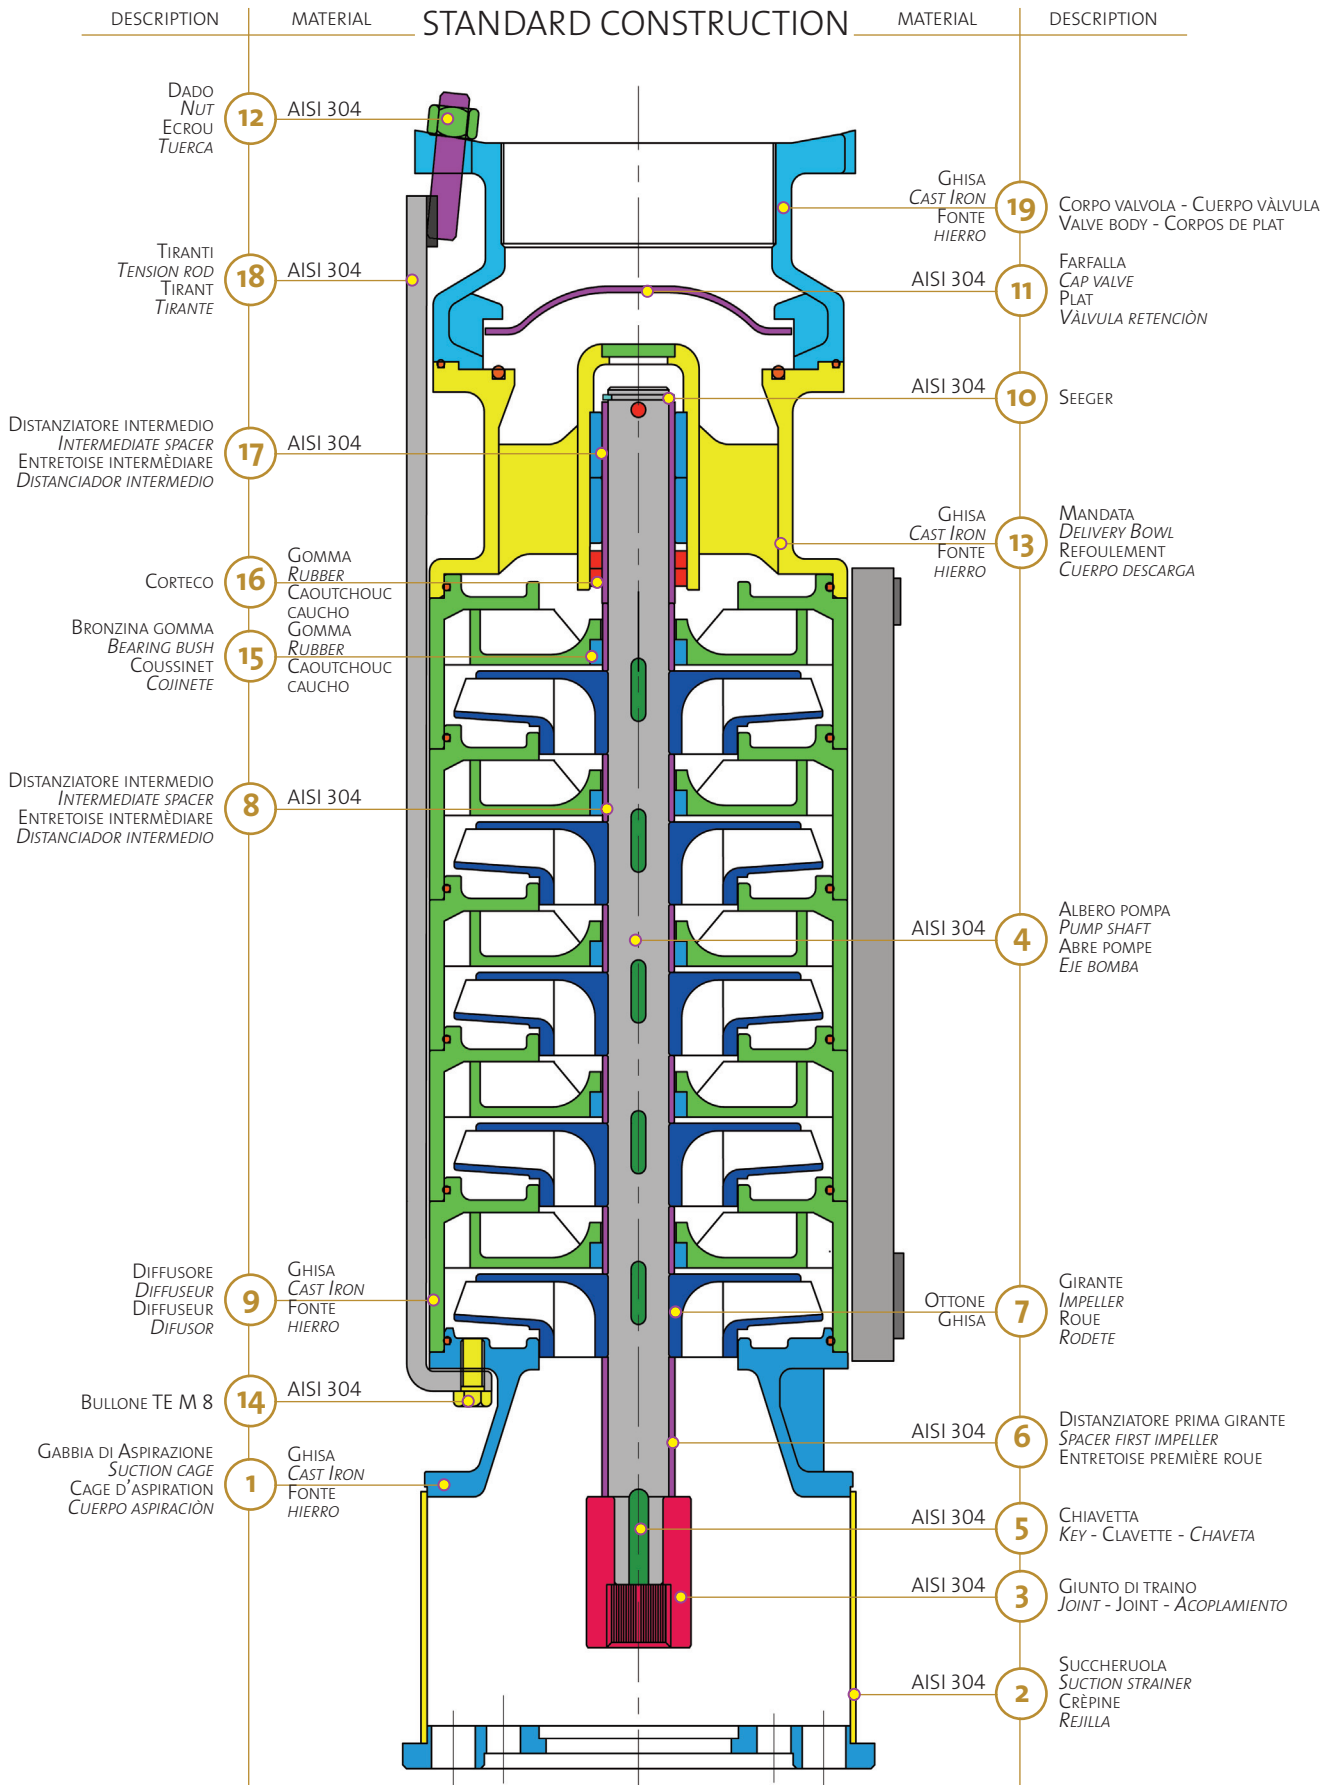 DESCRIPTION MATERIAL STANDARD CONSTRUCTION MATERIAL DESCRIPTION
DADO
NUT
ECROU
TUERCA
12 AISI 304
TIRANTI
TENSION ROD
TIRANT
TIRANTE
18 AISI 304
DISTANZIATORE INTERMEDIO
INTERMEDIATE SPACER
ENTRETOISE INTERMÈDIARE
DISTANCIADOR INTERMEDIO
17 AISI 304
CORTECO
16
GOMMA
RUBBER
CAOUTCHOUC
CAUCHO
BRONZINA GOMMA
BEARING BUSH
COUSSINET
COJINETE
15
GOMMA
RUBBER
CAOUTCHOUC
CAUCHO
DISTANZIATORE INTERMEDIO
INTERMEDIATE SPACER
ENTRETOISE INTERMÈDIARE
DISTANCIADOR INTERMEDIO
8 AISI 304
DIFFUSORE
DIFFUSEUR
DIFFUSEUR
DIFUSOR
9
GHISA
CAST IRON
FONTE
HIERRO
BULLONE TE M 8
14 AISI 304
GABBIA DI ASPIRAZIONE
SUCTION CAGE
CAGE D'ASPIRATION
CUERPO ASPIRACIÒN
1
GHISA
CAST IRON
FONTE
HIERRO
GHISA
CAST IRON
FONTE
HIERRO
19
CORPO VALVOLA - CUERPO VÀLVULA
VALVE BODY - CORPOS DE PLAT
AISI 304 11
FARFALLA
CAP VALVE
PLAT
VÀLVULA RETENCIÒN
AISI 304 10 SEEGER
GHISA
CAST IRON
FONTE
HIERRO
13
MANDATA
DELIVERY BOWL
REFOULEMENT
CUERPO DESCARGA
AISI 304 4
ALBERO POMPA
PUMP SHAFT
ABRE POMPE
EJE BOMBA
OTTONE
GHISA
7
GIRANTE
IMPELLER
ROUE
RODETE
AISI 304 6
DISTANZIATORE PRIMA GIRANTE
SPACER FIRST IMPELLER
ENTRETOISE PREMIÈRE ROUE
AISI 304 5
CHIAVETTA
KEY - CLAVETTE - CHAVETA
AISI 304 3
GIUNTO DI TRAINO
JOINT - JOINT - ACOPLAMIENTO
AISI 304 2
SUCCHERUOLA
SUCTION STRAINER
CRÈPINE
REJILLA